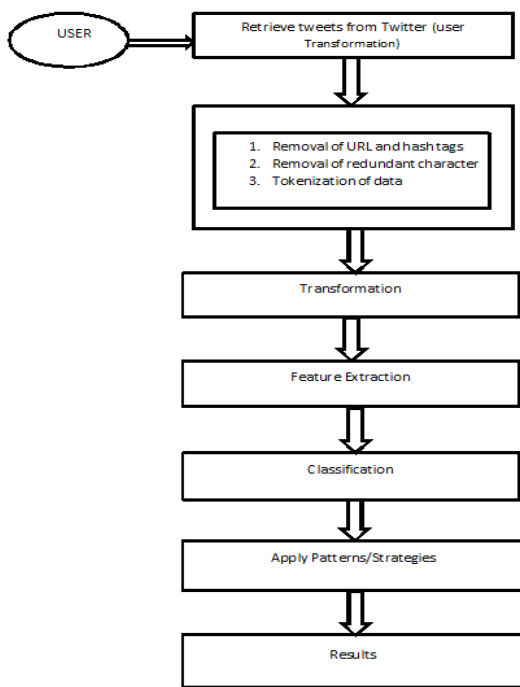 USER
Retrieve tweets from Twitter (user
Transformation)
1. Removal of URL and hash tags
2. Removal of redundant character
3. Tokenization of data
Transformation
Feature Extraction
Classification
Apply Patterns/Strategies
Results